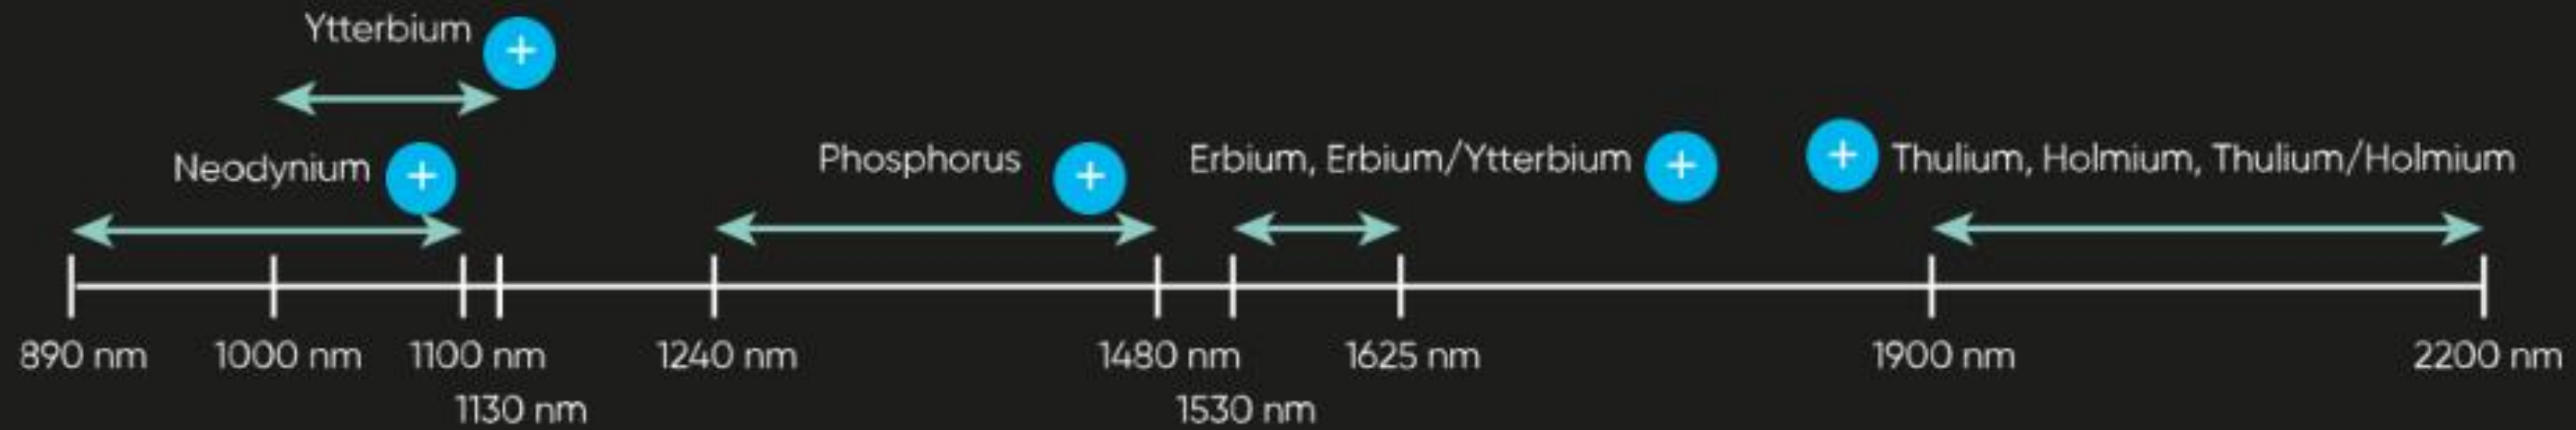 Ytterbium +
Neodynium +
Phosphorus +
Erbium, Erbium/Ytterbium +
+ Thulium, Holmium, Thulium/Holmium
890 nm
1000 nm
1100 nm
1240 nm
1480 nm
1625 nm
1900 nm
2200 nm
1130 nm
1530 nm